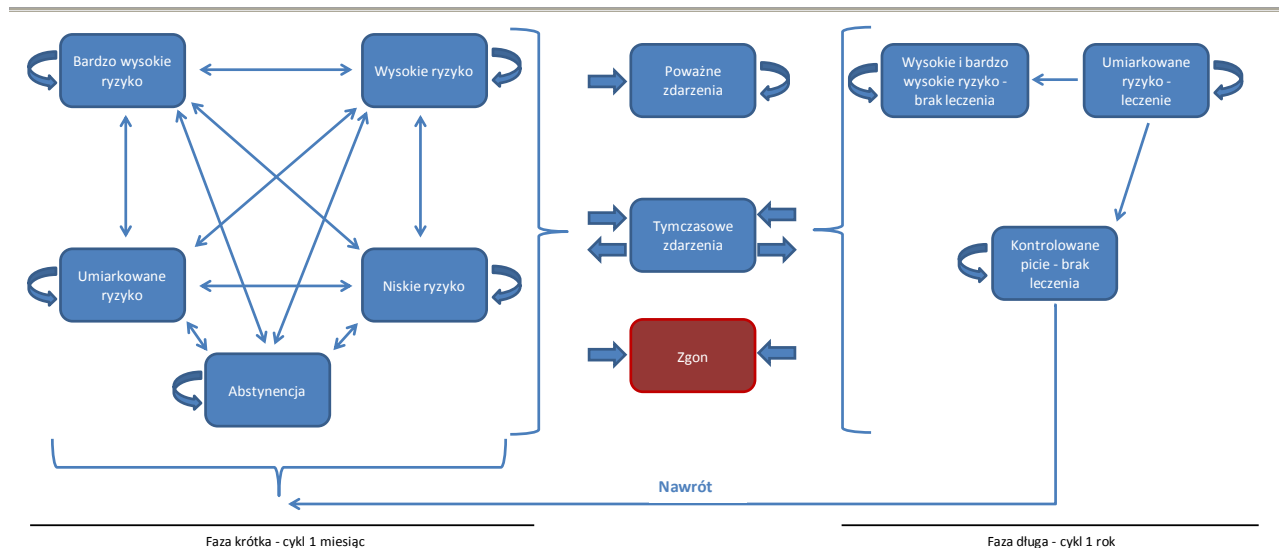 Bardzo wysokie
ryzyko
Wysokie ryzyko
Umiarkowane
ryzyko
Niskie ryzyko
Abstynencja
Poważne
zdarzenia
Tymczasowe
zdarzenia
Zgon
Wysokie i bardzo
wysokie ryzyko -
brak leczenia
Umiarkowane
ryzyko -
leczenie
Kontrolowane
picie - brak
leczenia
Nawrót
Faza krótka - cykl 1 miesiąc
Faza długa - cykl 1 rok